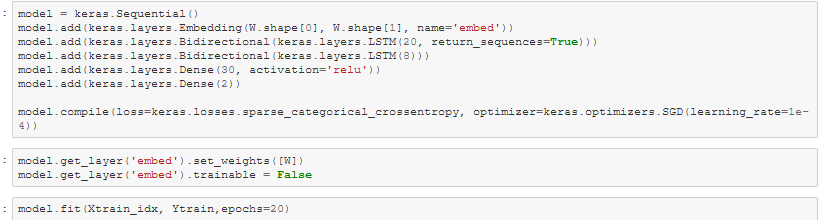 : model = keras.Sequential()
model.add(keras.layers.Embedding(W.shape[0], W.shape[1], name='embed'))
model.add(keras.layers.Bidirectional(keras.layers.LSTM(20, return_sequences=True)))
model.add(keras.layers.Bidirectional(keras.layers.LSTM(8)))
model.add(keras.layers.Dense(30, activation='relu'))
model.add(keras.layers.Dense(2))
model.compile(loss=keras.losses.sparse_categorical_crossentropy, optimizer=keras.optimizers.SGD(learning_rate=1e-
4))
: model.get_layer('embed').set_weights([W])
model.get_layer('embed').trainable = False
: model.fit(Xtrain_idx, Ytrain,epochs=20)